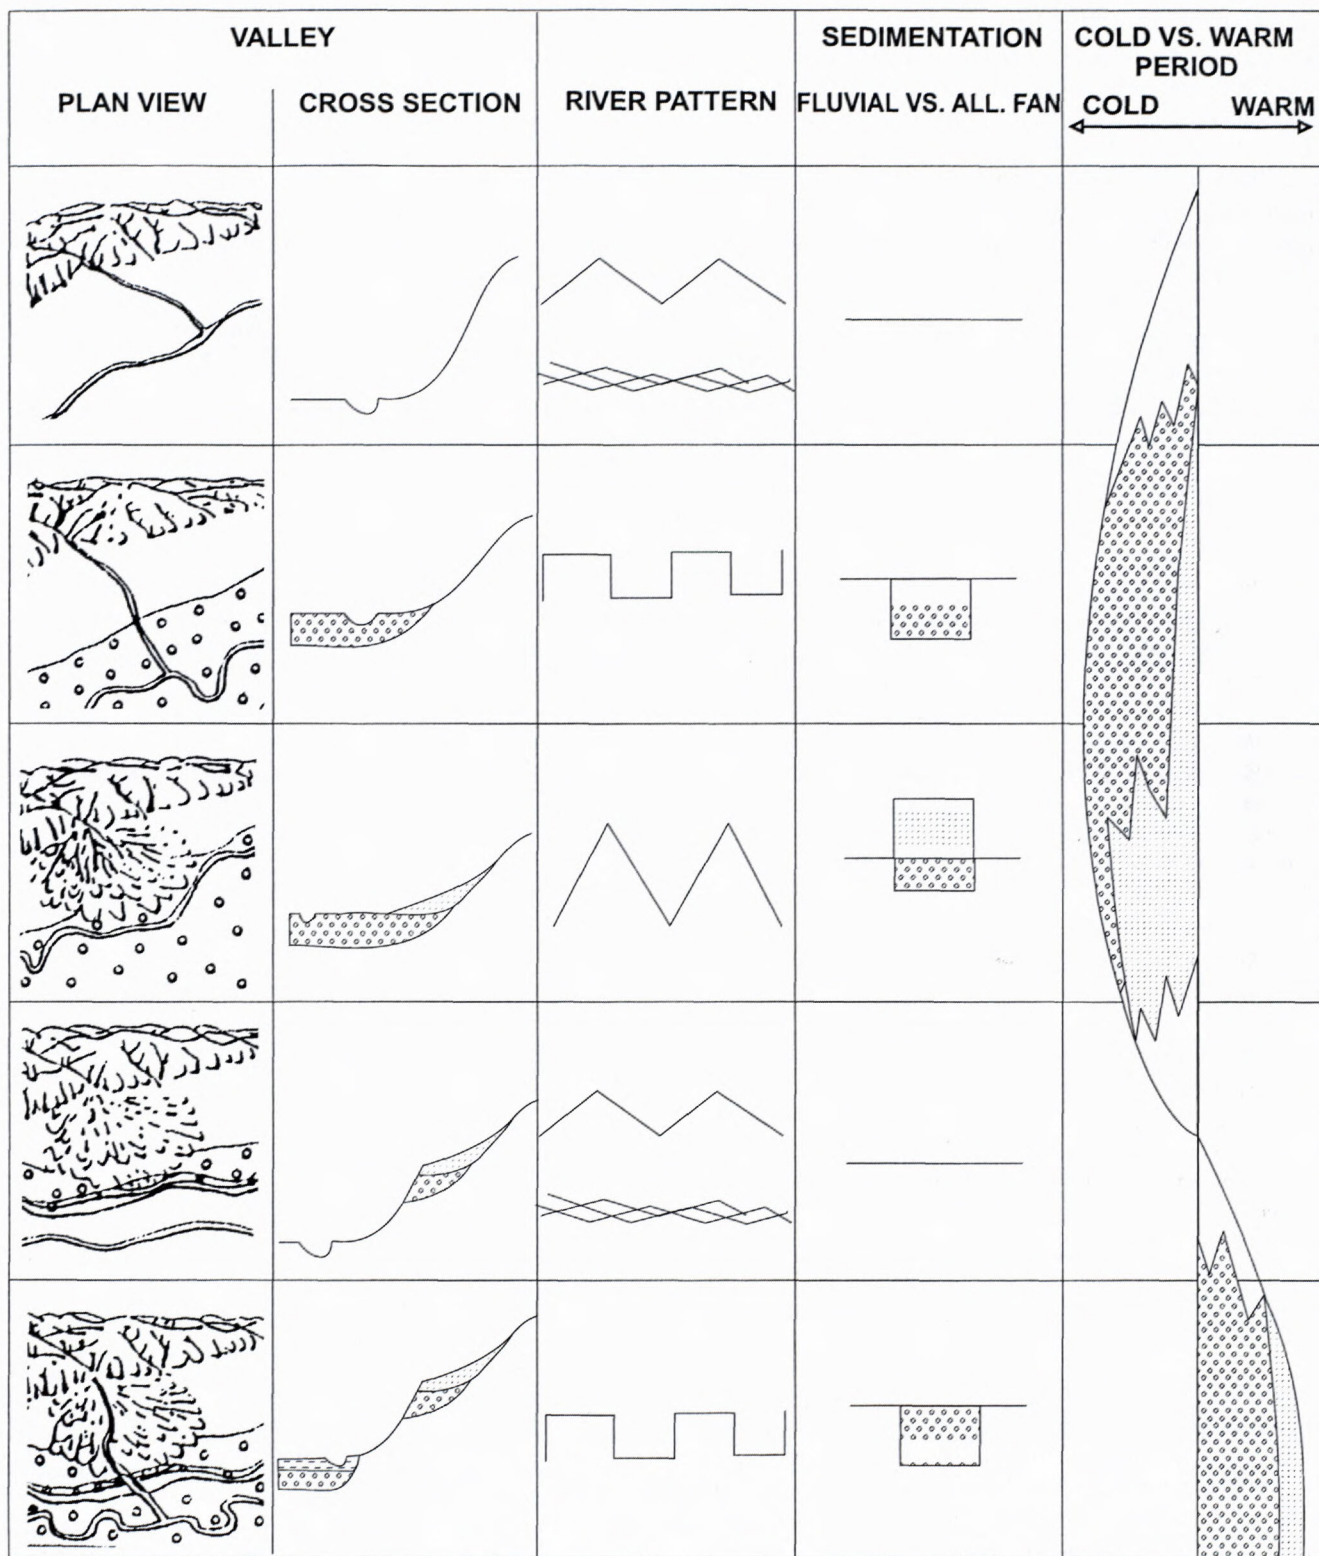 VALLEY
PLAN VIEW
CROSS SECTION
RIVER PATTERN
SEDIMENTATION
FLUVIAL VS. ALL. FAN
COLD VS. WARM
PERIOD
COLD
WARM